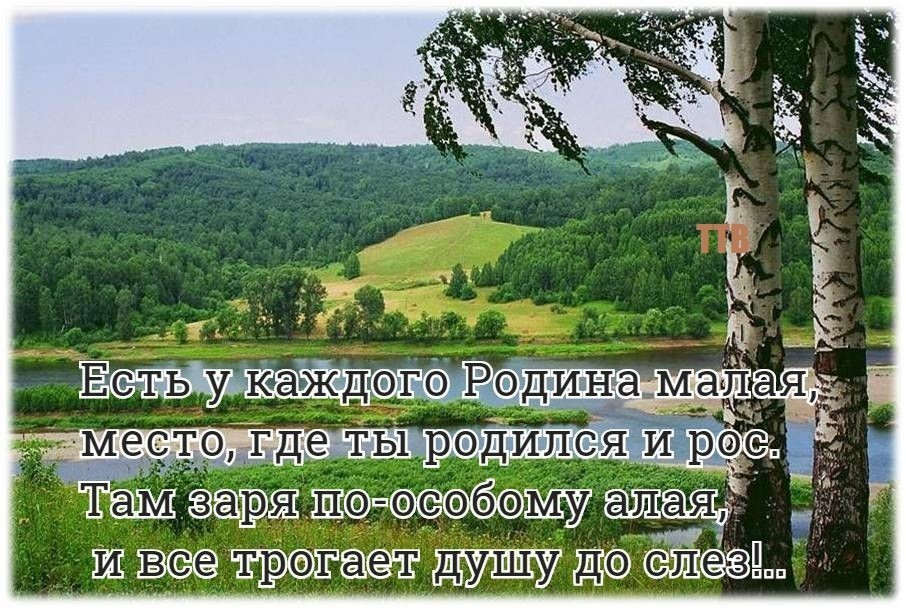 ТТВ
Есть у каждого Родина малая,
место, где ты родился и рос.
Там заря по-особому алая,
и все трогает душу до слез!..